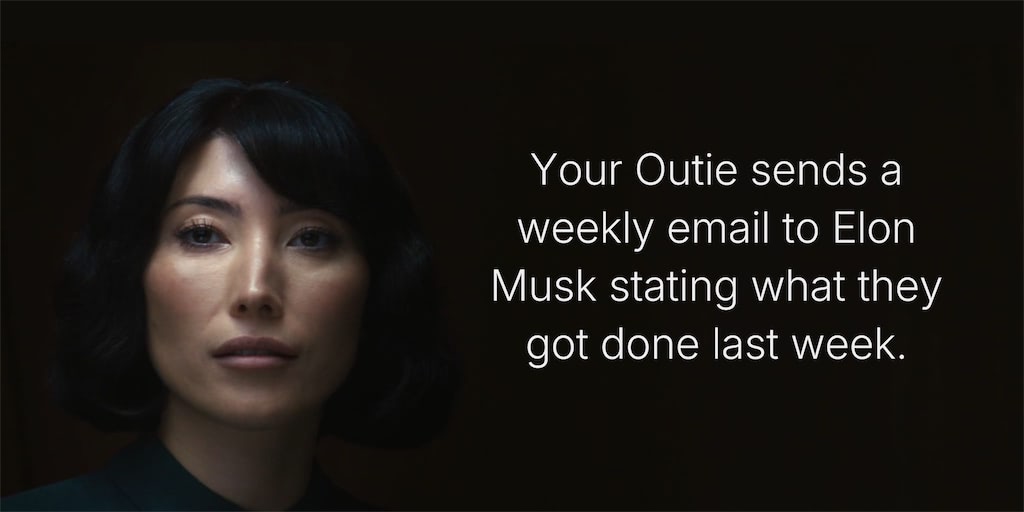 Your Outie sends a
weekly email to Elon
Musk stating what they
got done last week.